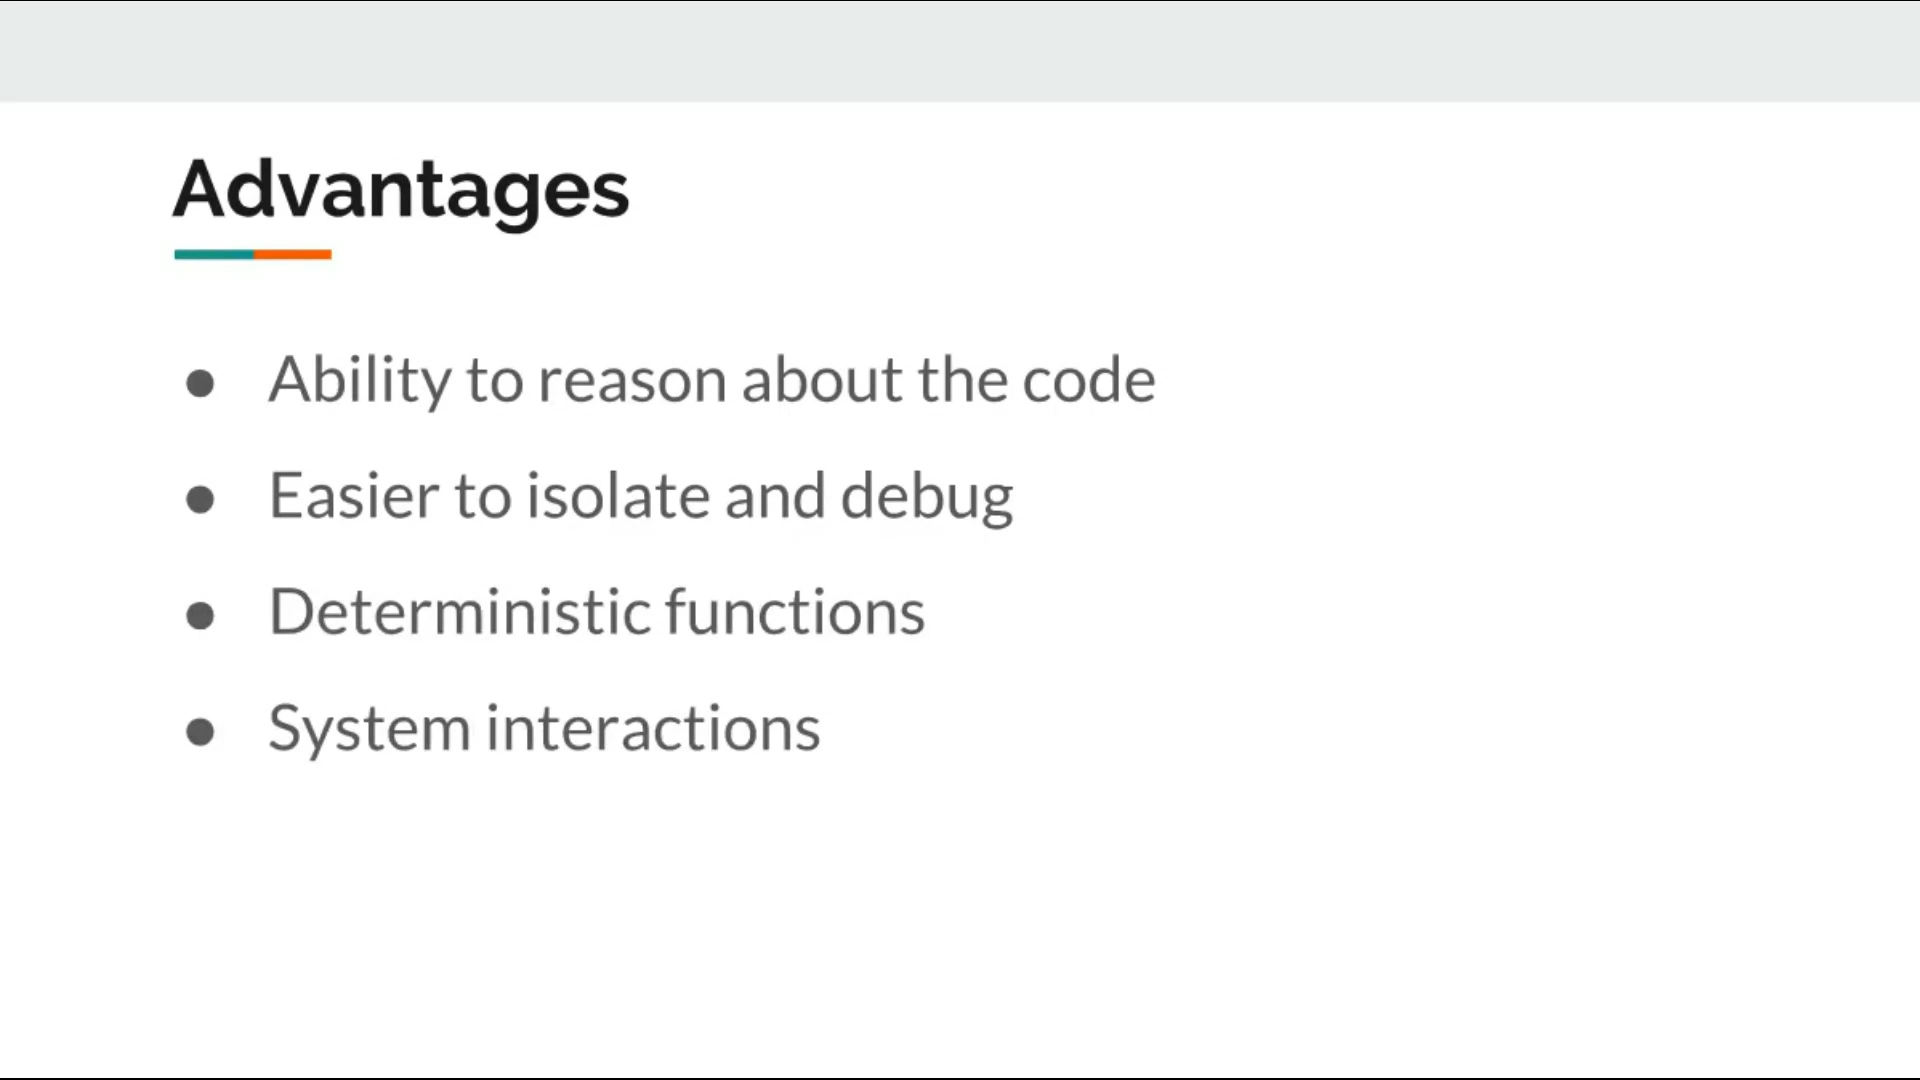 Advantages
● Ability to reason about the code
● Easier to isolate and debug
● Deterministic functions
● System interactions